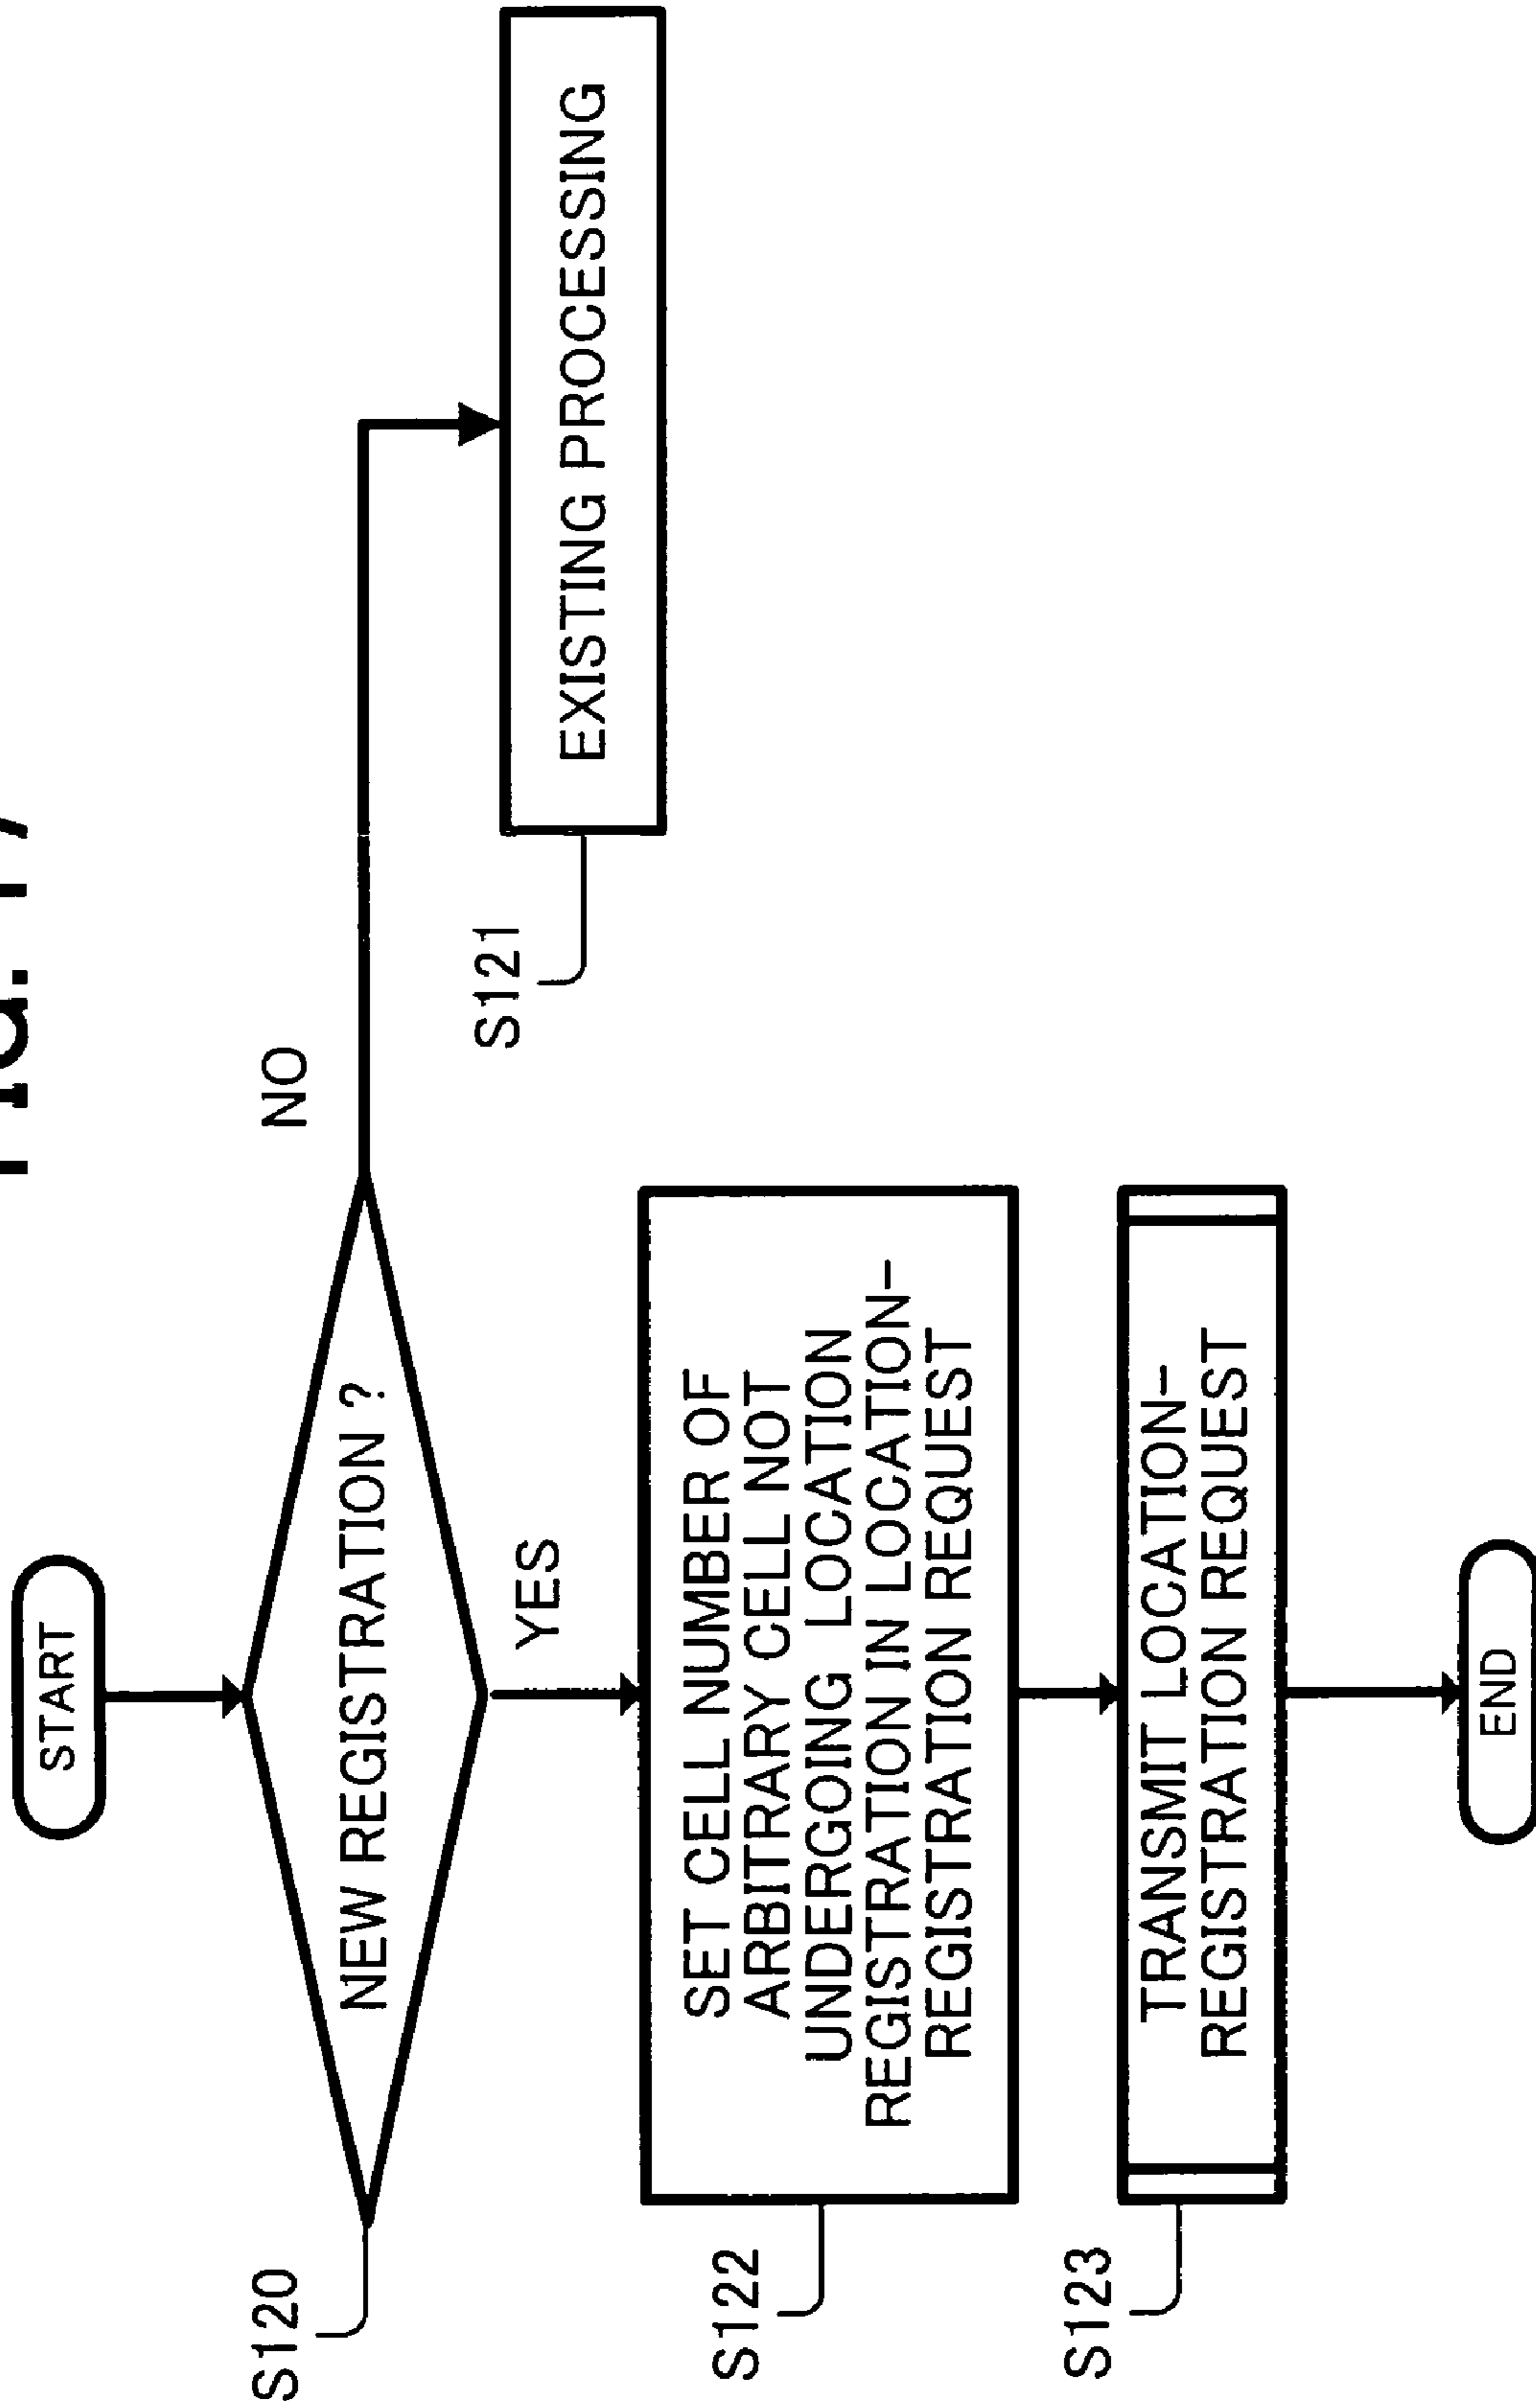 START
S120
NEW REGISTRATION ?
NO
YES
S121
EXISTING PROCESSING
S122
SET CELL NUMBER OF
ARBITRARY CELL NOT
UNDERGOING LOCATION
REGISTRATION IN LOCATION-
REGISTRATION REQUEST
S123
TRANSMIT LOCATION-
REGISTRATION REQUEST
END